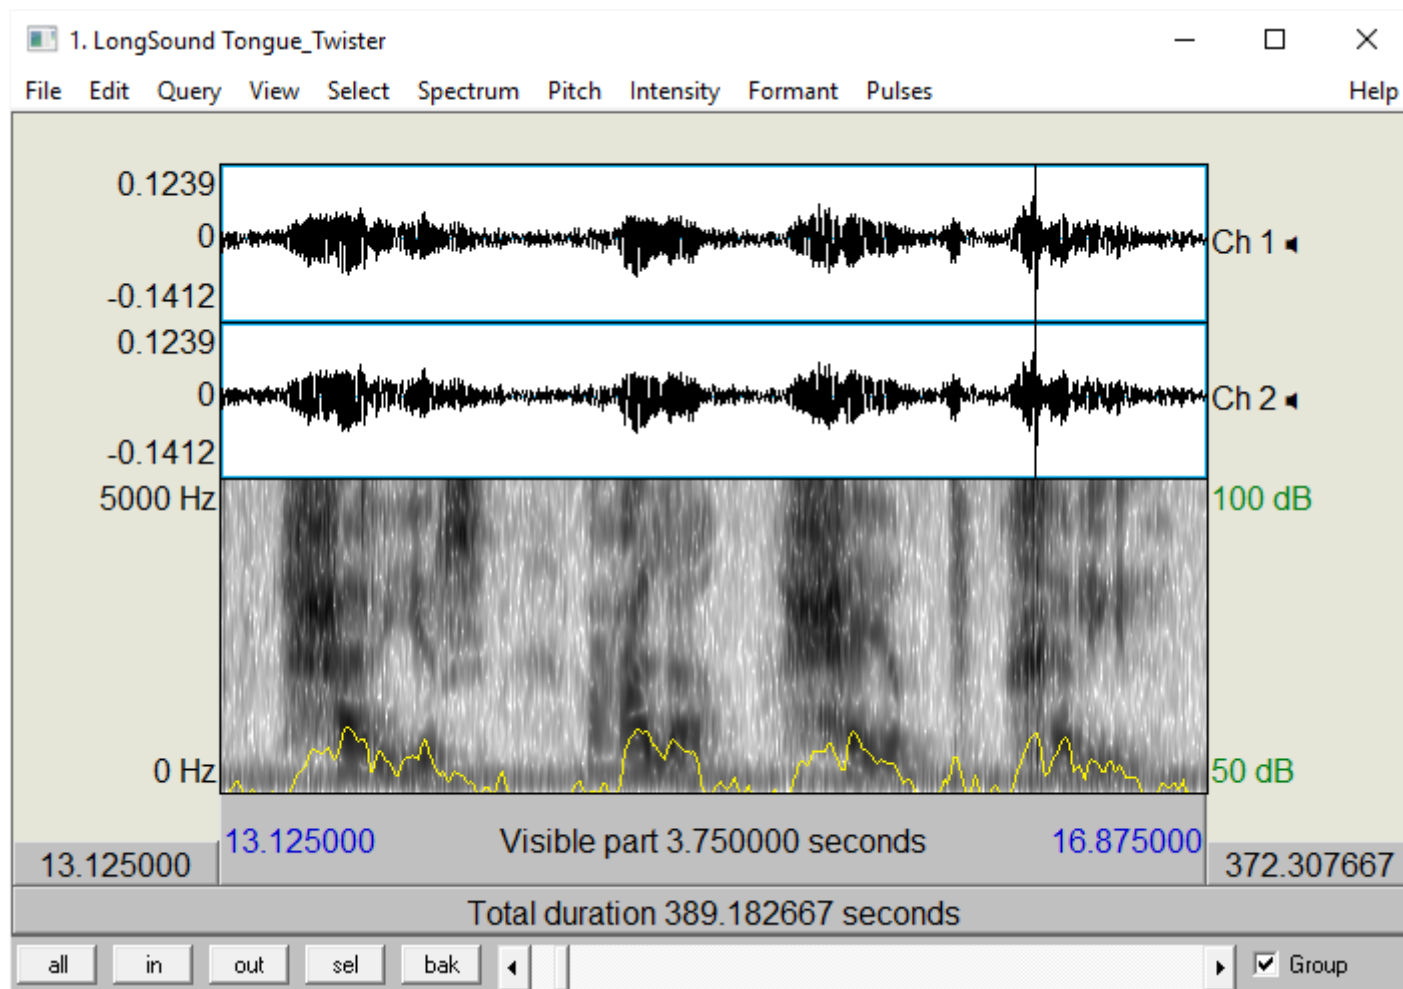 1. LongSound Tongue_Twister
File Edit Query View Select Spectrum Pitch Intensity Formant Pulses Help
0.1239
0
-0.1412
Ch 1
0.1239
0
-0.1412
Ch 2
5000 Hz
100 dB
0 Hz
50 dB
13.125000 Visible part 3.750000 seconds 16.875000
13.125000 372.307667
Total duration 389.182667 seconds
all in out sel bak Group